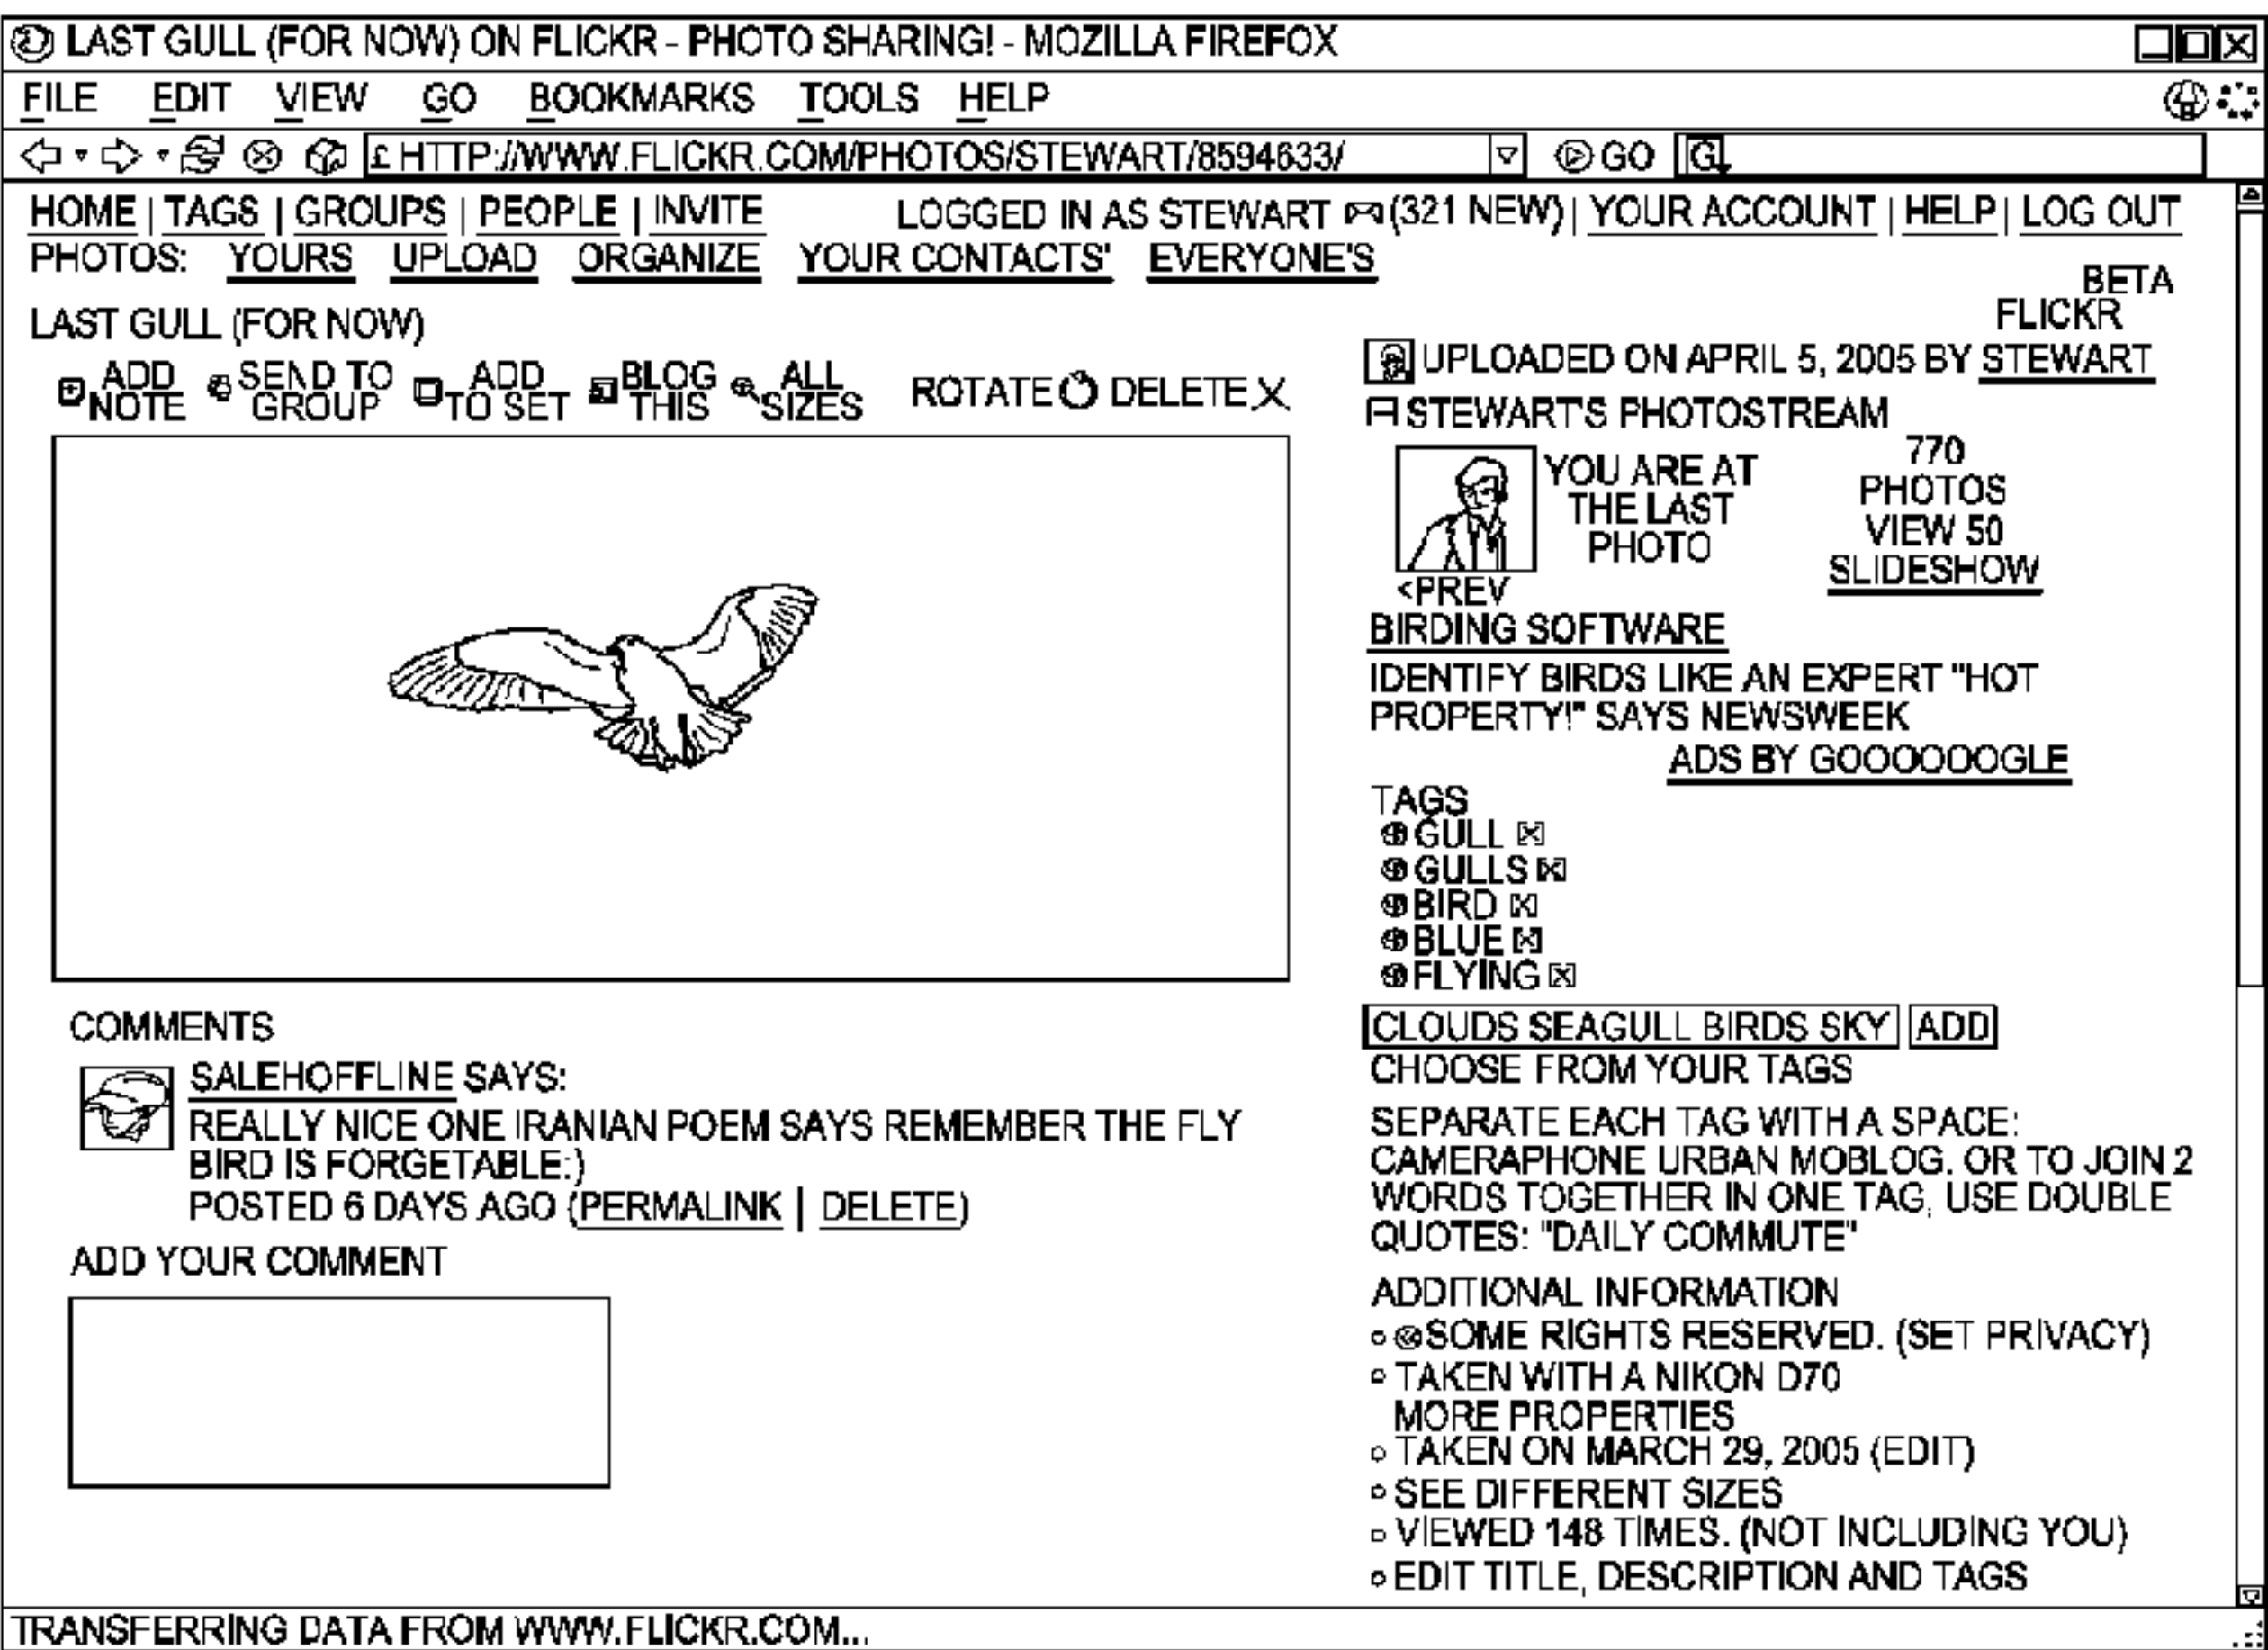 LAST GULL (FOR NOW) ON FLICKR - PHOTO SHARING! - MOZILLA FIREFOX
FILE EDIT VIEW GO BOOKMARKS TOOLS HELP
HTTP://WWW.FLICKR.COM/PHOTOS/STEWART/8594633/ GO G
HOME | TAGS | GROUPS | PEOPLE | INVITE LOGGED IN AS STEWART (321 NEW) | YOUR ACCOUNT | HELP | LOG OUT
PHOTOS: YOURS UPLOAD ORGANIZE YOUR CONTACTS' EVERYONE'S
BETA
FLICKR
LAST GULL (FOR NOW)
ADD NOTE SEND TO GROUP ADD TO SET BLOG THIS ALL SIZES ROTATE DELETE X
COMMENTS
SALEHOFFLINE SAYS:
REALLY NICE ONE IRANIAN POEM SAYS REMEMBER THE FLY
BIRD IS FORGETABLE:)
POSTED 6 DAYS AGO (PERMALINK | DELETE)
ADD YOUR COMMENT
UPLOADED ON APRIL 5, 2005 BY STEWART
STEWART'S PHOTOSTREAM
YOU ARE AT
THE LAST
PHOTO
<PREV
770
PHOTOS
VIEW 50
SLIDESHOW
BIRDING SOFTWARE
IDENTIFY BIRDS LIKE AN EXPERT "HOT
PROPERTY!" SAYS NEWSWEEK
ADS BY GOOOOOOGLE
TAGS
GULL
GULLS
BIRD
BLUE
FLYING
CLOUDS SEAGULL BIRDS SKY ADD
CHOOSE FROM YOUR TAGS
SEPARATE EACH TAG WITH A SPACE:
CAMERAPHONE URBAN MOBLOG. OR TO JOIN 2
WORDS TOGETHER IN ONE TAG, USE DOUBLE
QUOTES: "DAILY COMMUTE"
ADDITIONAL INFORMATION
SOME RIGHTS RESERVED. (SET PRIVACY)
TAKEN WITH A NIKON D70
MORE PROPERTIES
TAKEN ON MARCH 29, 2005 (EDIT)
SEE DIFFERENT SIZES
VIEWED 148 TIMES. (NOT INCLUDING YOU)
EDIT TITLE, DESCRIPTION AND TAGS
TRANSFERRING DATA FROM WWW.FLICKR.COM...